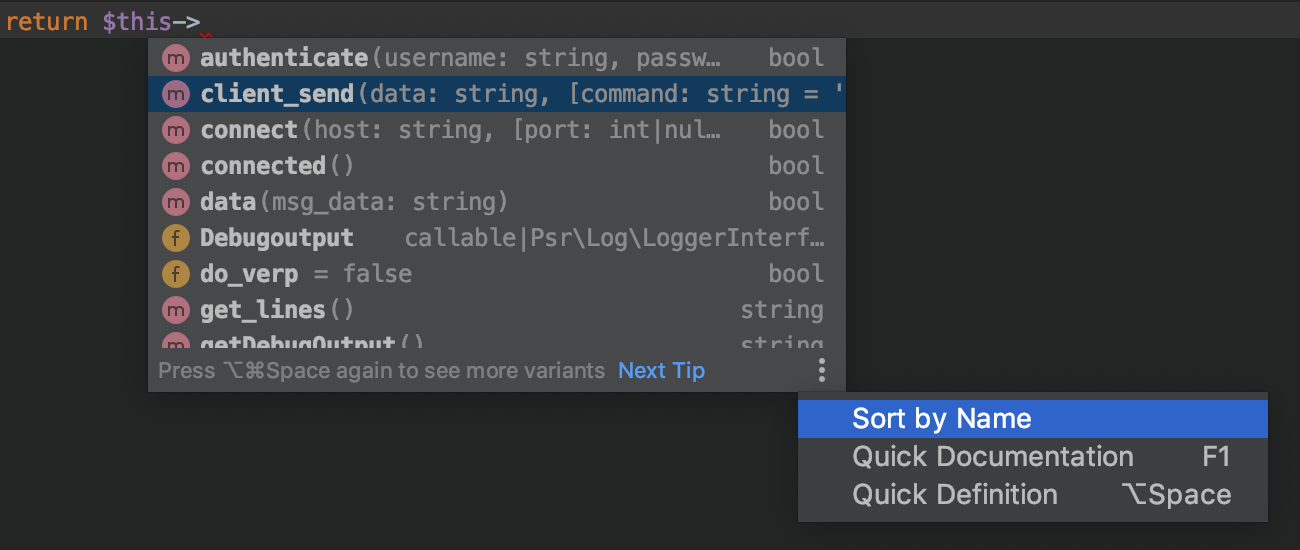 return $this->
m authenticate(username: string, passw… bool
m client_send(data: string, [command: string = '
m connect(host: string, [port: int|nul… bool
m connected() bool
m data(msg_data: string) bool
f Debugoutput callable|Psr\Log\LoggerInterf…
f do_verp = false bool
m get_lines() string
m getDebugOutput() string
Press ⌥⌘Space again to see more variants Next Tip
Sort by Name
Quick Documentation F1
Quick Definition ⌥Space